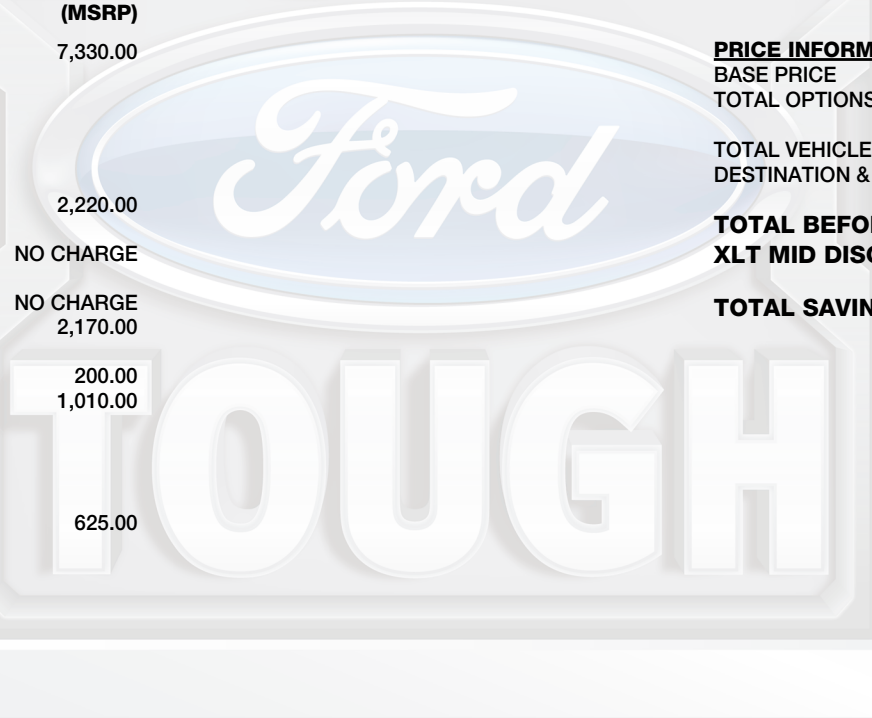 (MSRP)
7,330.00
2,220.00
NO CHARGE
NO CHARGE
2,170.00
200.00
1,010.00
625.00
PRICE INFORM
BASE PRICE
TOTAL OPTIONS
TOTAL VEHICLE
DESTINATION &
TOTAL BEFO
XLT MID DISC
TOTAL SAVIN
Ford
TOUGH